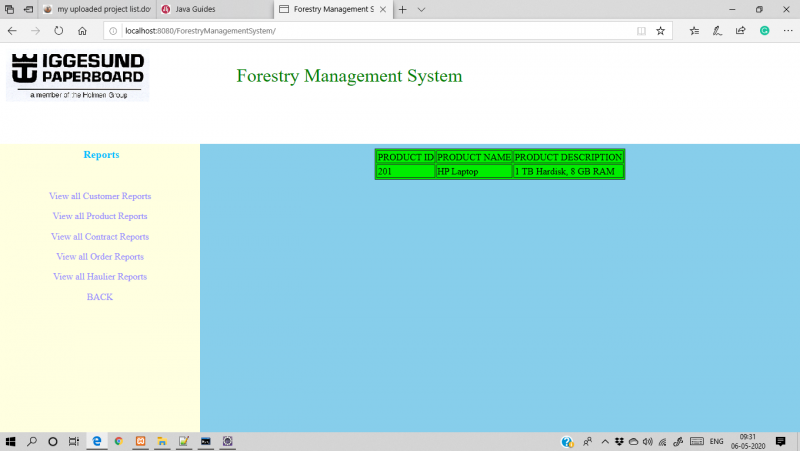 my uploaded project list.do
Java Guides
Forestry Management S
localhost:8080/ForestryManagementSystem/
IGGESUND
PAPERBOARD
a member of the Holmen Group
Forestry Management System
Reports
View all Customer Reports
View all Product Reports
View all Contract Reports
View all Order Reports
View all Haulier Reports
BACK
PRODUCT ID PRODUCT NAME PRODUCT DESCRIPTION
201 HP Laptop 1 TB Hardisk, 8 GB RAM
ENG
09:31
06-05-2020